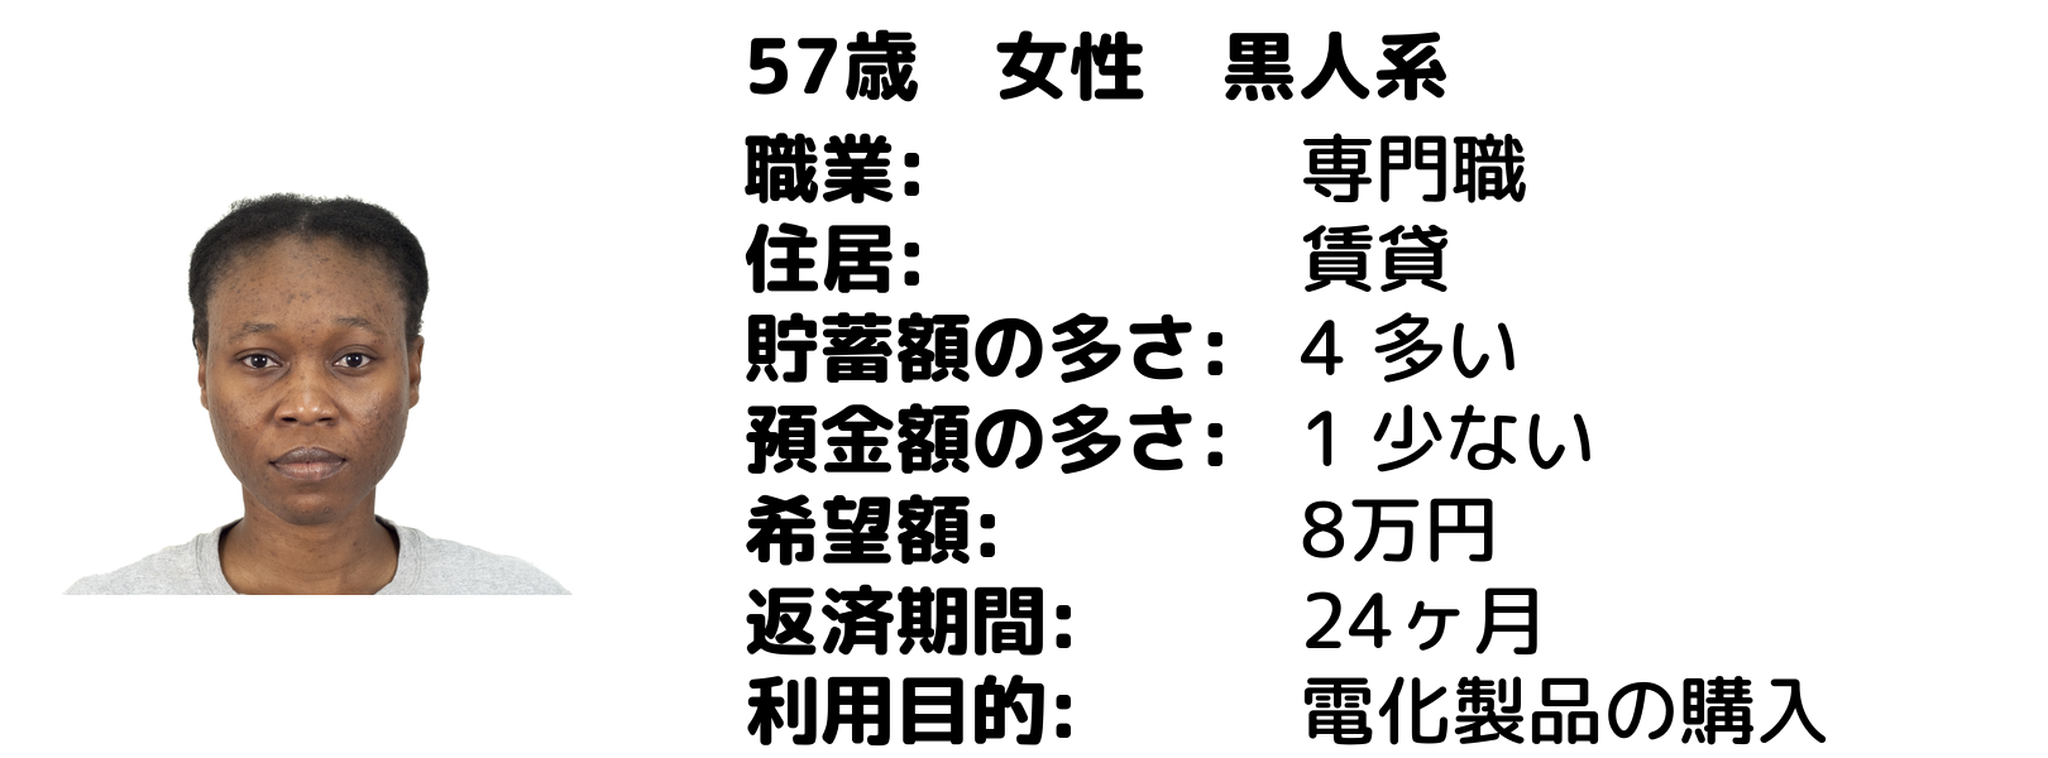 57歳　女性　黒人系
職業: 専門職
住居: 賃貸
貯蓄額の多さ: 4 多い
預金額の多さ: 1 少ない
希望額: 8万円
返済期間: 24ヶ月
利用目的: 電化製品の購入